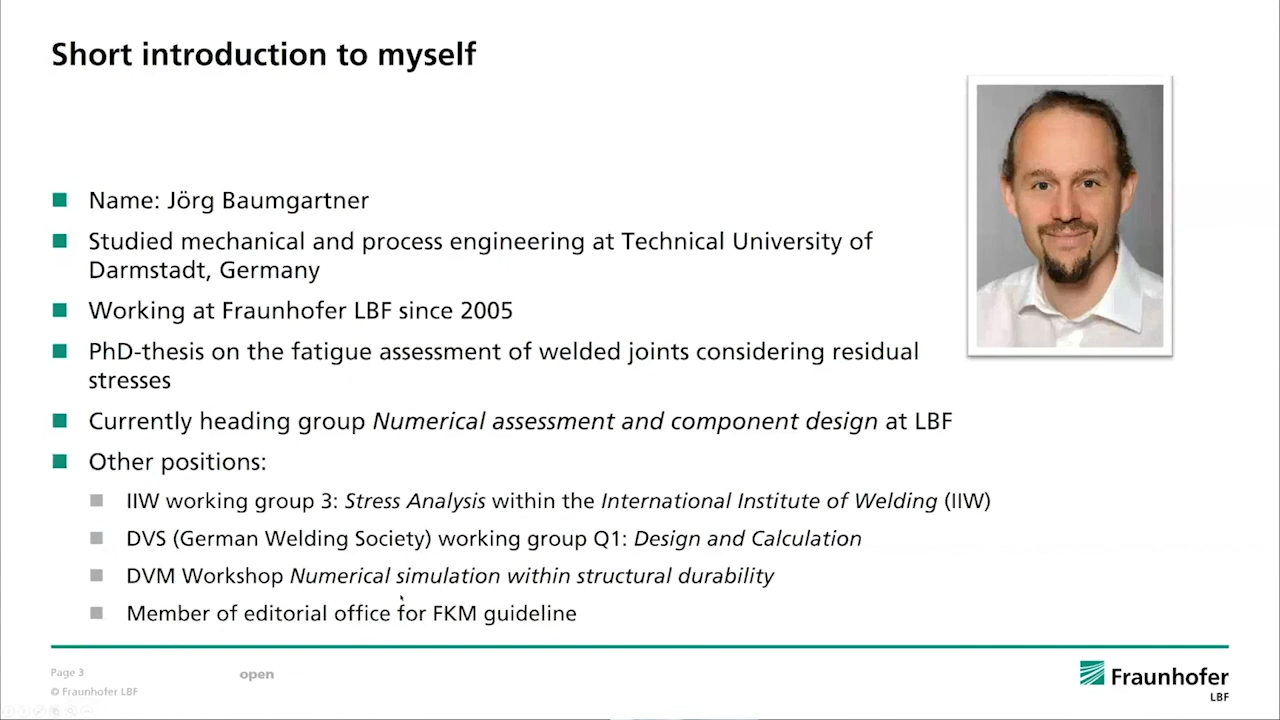 Short introduction to myself
Name: Jörg Baumgartner
Studied mechanical and process engineering at Technical University of
Darmstadt, Germany
Working at Fraunhofer LBF since 2005
PhD-thesis on the fatigue assessment of welded joints considering residual
stresses
Currently heading group Numerical assessment and component design at LBF
Other positions:
IIW working group 3: Stress Analysis within the International Institute of Welding (IIW)
DVS (German Welding Society) working group Q1: Design and Calculation
DVM Workshop Numerical simulation within structural durability
Member of editorial office for FKM guideline
Page 3
open
© Fraunhofer LBF
Fraunhofer
LBF